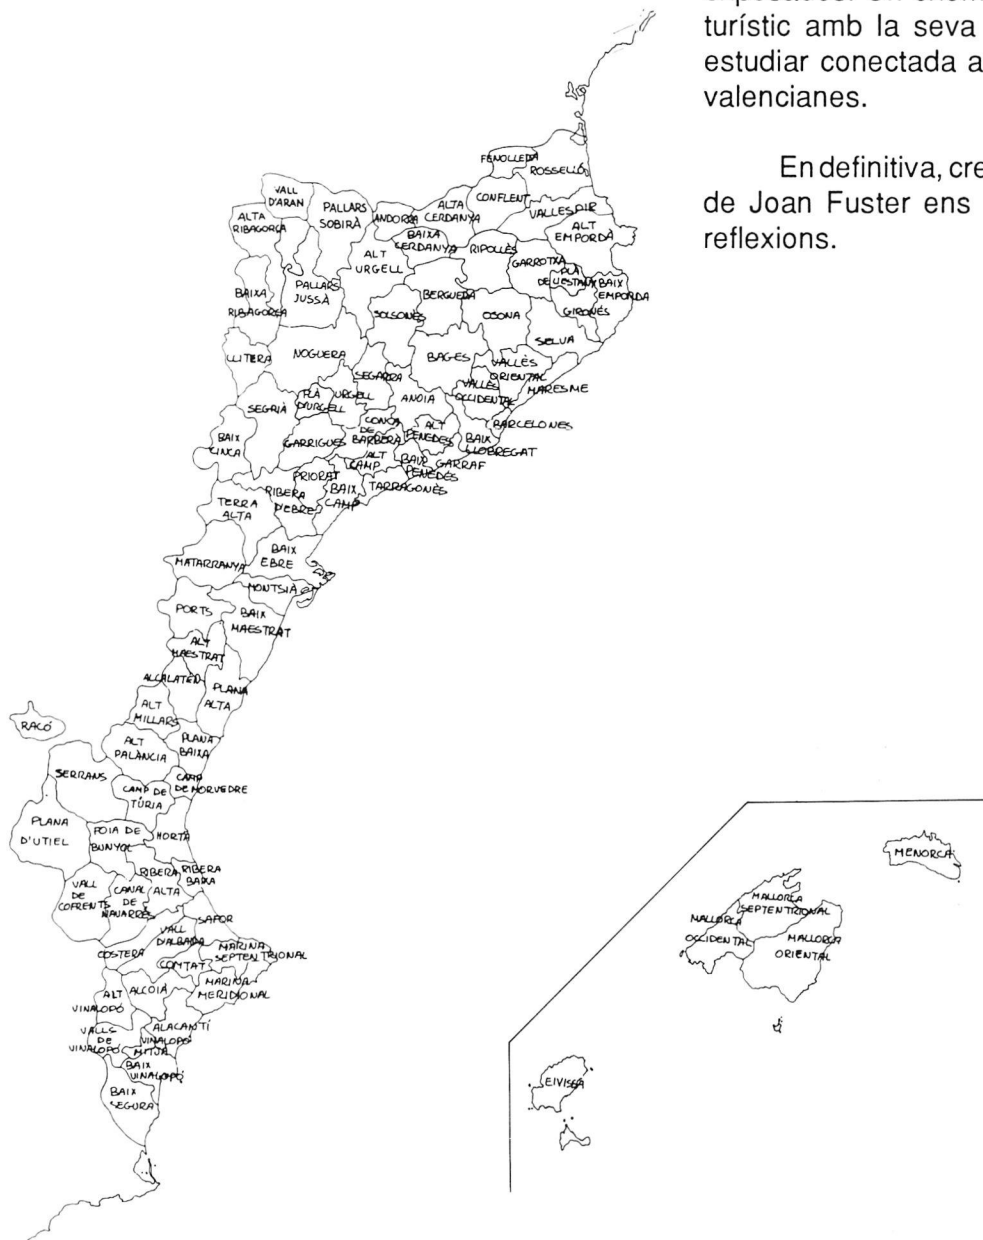 turístic amb la seva
estudiar conectada a
valencianes.
En definitiva, cre
de Joan Fuster ens
reflexions.
FENOLLEDA
ROSSELLÓ
VALL
D'ARAN
PALLARS
SOBIRÀ
ANDORRA
ALTA
CERDANYA
CONFLENT
VALLESPIR
ALTA
RIBAGORÇA
ALT
EMPORDÀ
BAIXA
CERDANYA
RIPOLLÈS
ALT
URGELL
GARROTXA
PLA
DE L'ESTANY
BAIX
EMPORDA
BAIXA
RIBAGORÇA
PALLARS
JUSSÀ
BERGUEDA
SOLSONÈS
OSONA
GIRONÈS
SELVA
LLITERA
NOGUERA
BAGES
VALLÈS
ORIENTAL
SEGARRA
VALLÈS
OCCIDENTAL
MARESME
SEGRIÀ
PLÀ
D'URGELL
URGELL
ANOIA
BARCELONES
CONCA
DE
BARBERÀ
ALT
PENEDÈS
BAIX
LLOBREGAT
BAIX
CINCA
GARRIGUES
ALT
CAMP
BAIX
PENEDÈS
GARRAF
PRIORAT
RIBERA
D'EBRE
BAIX
CAMP
TARRAGONÈS
TERRA
ALTA
BAIX
EBRE
MATARRANYA
MONTSIÀ
PORTS
BAIX
MAESTRAT
ALT
MAESTRAT
ALCALATEN
PLANA
ALTA
RACÓ
ALT
MILLARS
ALT
PALÀNCIA
PLANA
BAIXA
SERRANS
CAMP DE
TÚRIA
CAMP
DE MORVEDRE
PLANA
D'UTIEL
FOIA DE
BUNYOL
HORTA
RIBERA
ALTA
RIBERA
BAIXA
VALL
DE
COFRENTS
CANAL
DE
NAVARRÉS
SAFOR
VALL
D'ALBAIDA
COSTERA
MARINA
SEPTENTRIONAL
COMTAT
MARINA
MERIDIONAL
ALT
VINALOPÓ
ALCOIÀ
VALLS
DE
VINALOPÓ
ALACANTÍ
VINALOPÓ
MITJÀ
BAIX
VINALOPÓ
BAIX
SEGURA
MENORCA
MALLORCA
SEPTENTRIONAL
MALLORCA
OCCIDENTAL
MALLORCA
ORIENTAL
EIVISSA